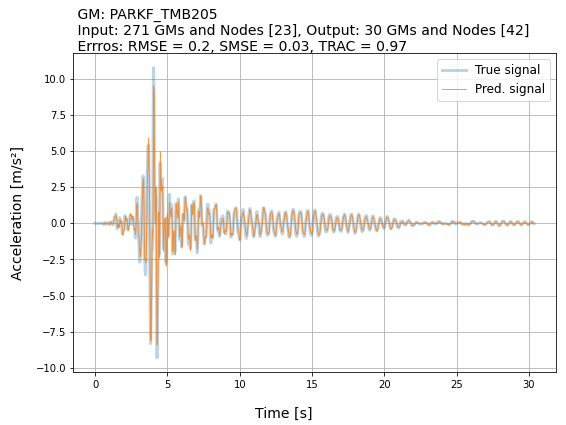 GM: PARKF_TMB205
Input: 271 GMs and Nodes [23], Output: 30 GMs and Nodes [42]
Erros: RMSE = 0.2, SMSE = 0.03, TRAC = 0.97
True signal
Pred. signal
10.0
7.5
5.0
2.5
0.0
−2.5
−5.0
−7.5
−10.0
Acceleration [m/s²]
0 5 10 15 20 25 30
Time [s]